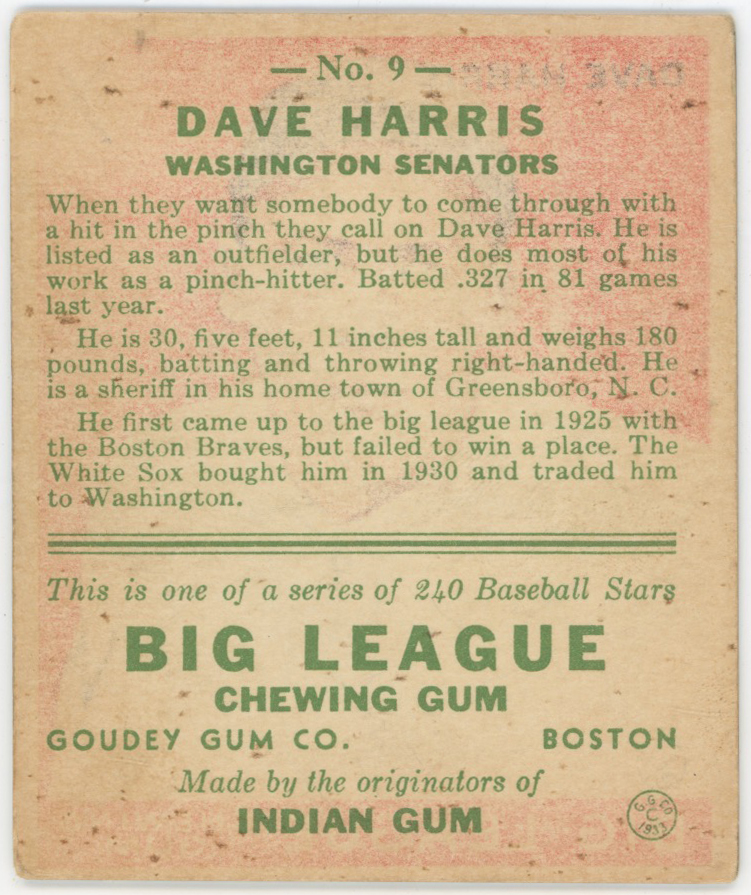 — No. 9 —
DAVE HARRIS
WASHINGTON SENATORS
When they want somebody to come through with
a hit in the pinch they call on Dave Harris. He is
listed as an outfielder, but he does most of his
work as a pinch-hitter. Batted .327 in 81 games
last year.
He is 30, five feet, 11 inches tall and weighs 180
pounds, batting and throwing right-handed. He
is a sheriff in his home town of Greensboro, N. C.
He first came up to the big league in 1925 with
the Boston Braves, but failed to win a place. The
White Sox bought him in 1930 and traded him
to Washington.
This is one of a series of 240 Baseball Stars
BIG LEAGUE
CHEWING GUM
GOUDEY GUM CO. BOSTON
Made by the originators of
INDIAN GUM
G. G. CO
C
1933